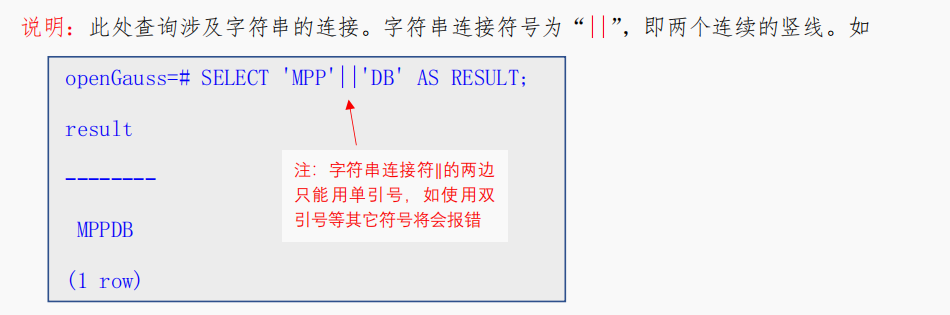 说明：此处查询涉及字符串的连接。字符串连接符号为“||”，即两个连续的竖线。如
openGauss=# SELECT 'MPP'||'DB' AS RESULT;
result
--------
MPPDB
(1 row)
注：字符串连接符‖的两边
只能用单引号，如使用双
引号等其它符号将会报错